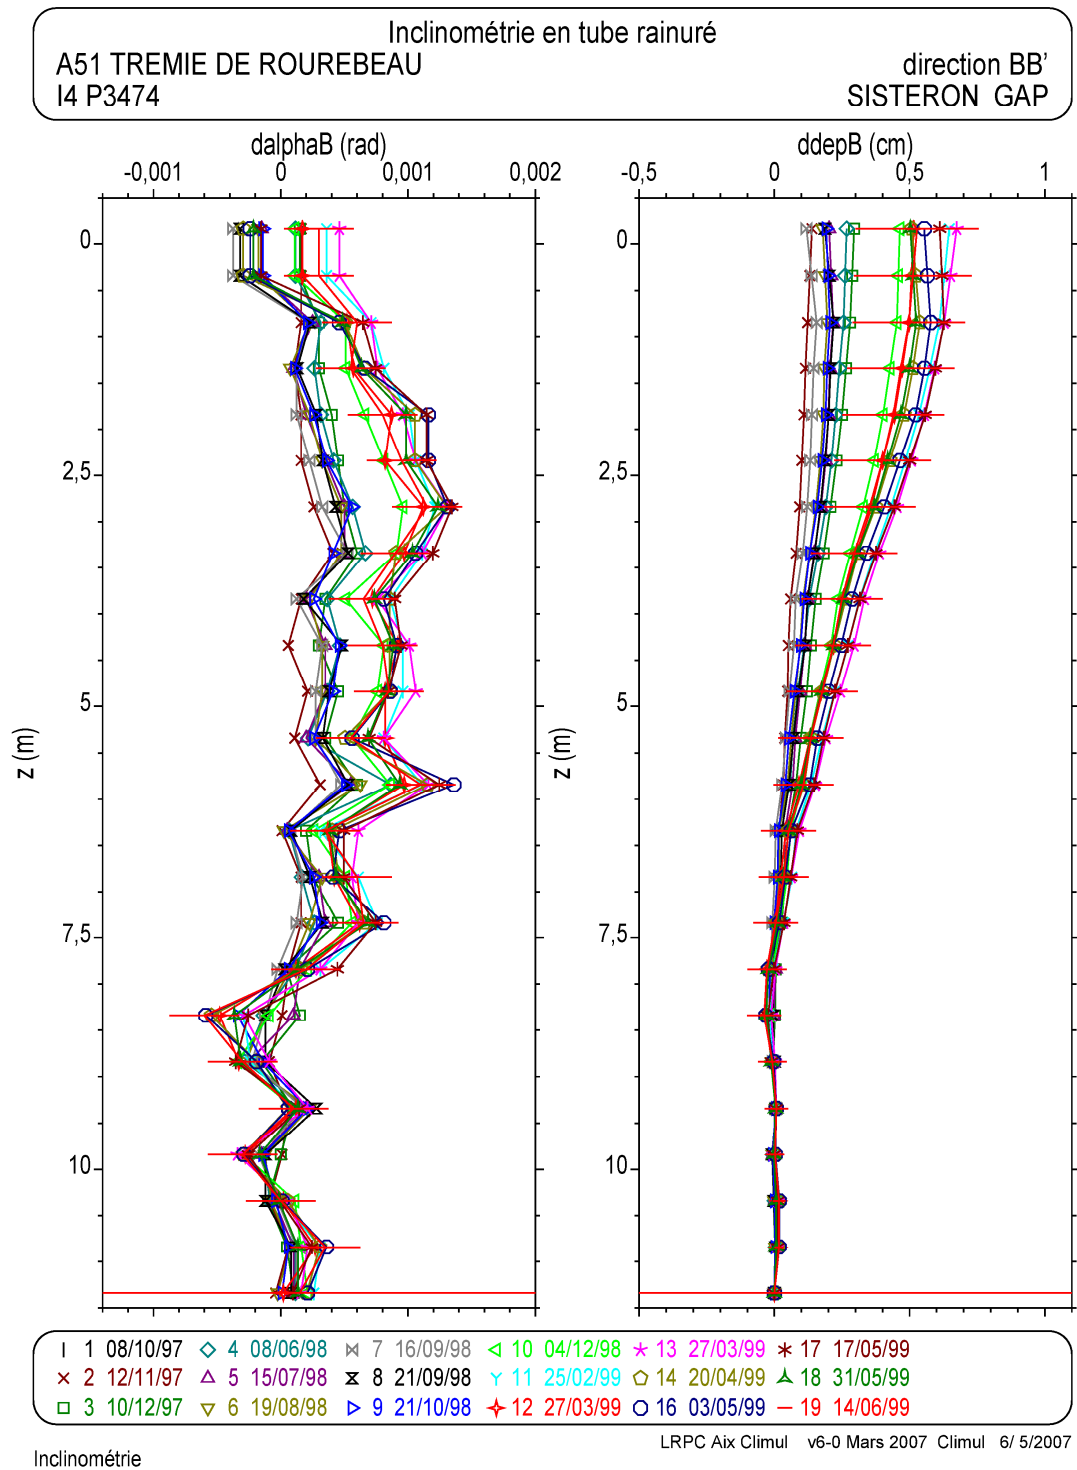 Inclinométrie en tube rainuré
A51 TREMIE DE ROUREBEAU direction BB'
I4 P3474 SISTERON GAP
dalphaB (rad) ddepB (cm)
-0,001 0 0,001 0,002 -0,5 0 0,5 1
0 0
2,5 2,5
5 5
z (m) z (m)
7,5 7,5
10 10
1 08/10/97 4 08/06/98 7 16/09/98 10 04/12/98 13 27/03/99 17 17/05/99
2 12/11/97 5 15/07/98 8 21/09/98 11 25/02/99 14 20/04/99 18 31/05/99
3 10/12/97 6 19/08/98 9 21/10/98 12 27/03/99 16 03/05/99 19 14/06/99
LRPC Aix Climul v6-0 Mars 2007 Climul 6/ 5/2007
Inclinométrie